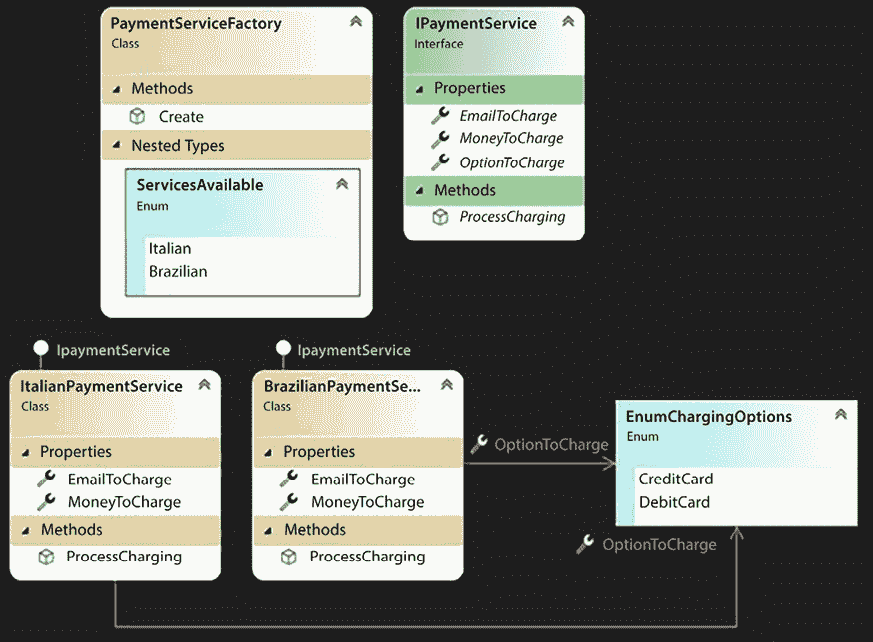 PaymentServiceFactory
Class
Methods
Create
Nested Types
ServicesAvailable
Enum
Italian
Brazilian
IPaymentService
Interface
Properties
EmailToCharge
MoneyToCharge
OptionToCharge
Methods
ProcessCharging
IpaymentService
ItalianPaymentService
Class
Properties
EmailToCharge
MoneyToCharge
Methods
ProcessCharging
IpaymentService
BrazilianPaymentSe...
Class
Properties
EmailToCharge
MoneyToCharge
Methods
ProcessCharging
OptionToCharge
EnumChargingOptions
Enum
CreditCard
DebitCard
OptionToCharge